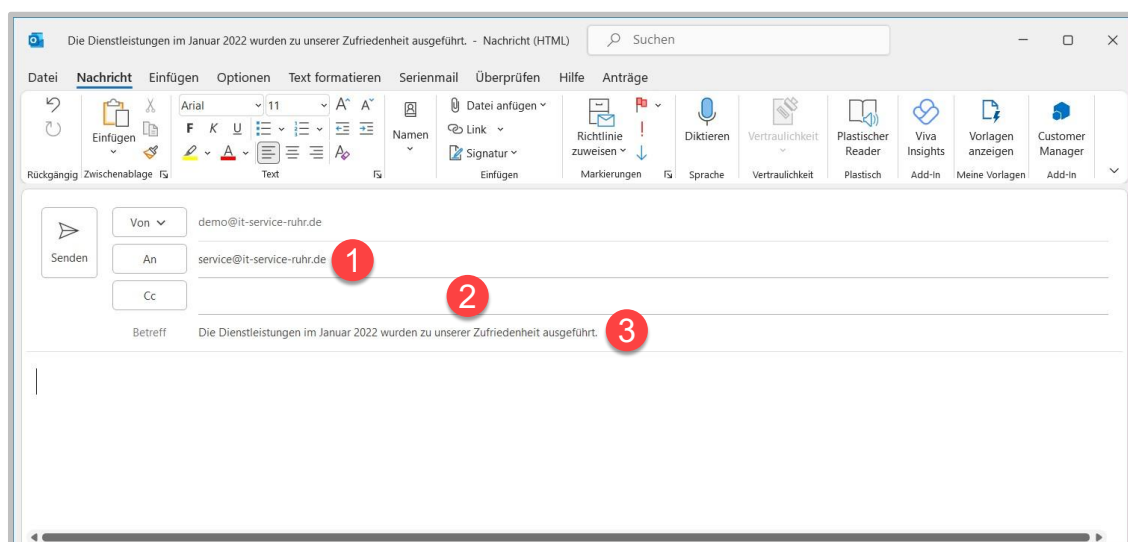 Die Dienstleistungen im Januar 2022 wurden zu unserer Zufriedenheit ausgeführt. - Nachricht (HTML) Suchen
Datei Nachricht Einfügen Optionen Text formatieren Serienmail Überprüfen Hilfe Anträge
Arial 11 Datei anfügen
Einfügen F K U Namen Link Richtlinie zuweisen Diktieren Vertraulichkeit Plastischer Reader Viva Insights Vorlagen anzeigen Customer Manager
A Signatur
Rückgängig Zwischenablage Text Einfügen Markierungen Sprache Vertraulichkeit Plastisch Add-In Meine Vorlagen Add-In
Von demo@it-service-ruhr.de
Senden An service@it-service-ruhr.de 1
Cc 2
Betreff Die Dienstleistungen im Januar 2022 wurden zu unserer Zufriedenheit ausgeführt. 3